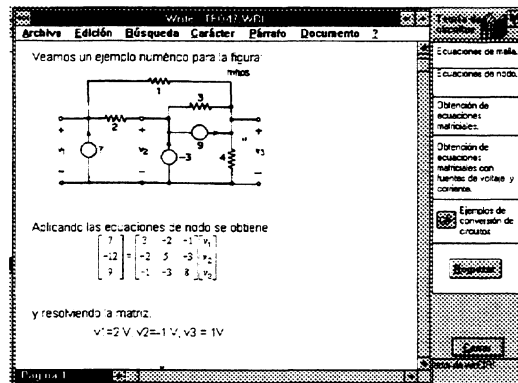 Write - TE047.WRI
Archivo Edición Búsqueda Carácter Párrafo Documento ?
Veamos un ejemplo numérico para la figura:
mhos
1
3
2
9
v1
7
v2
-3
4
v3
Aplicando las ecuaciones de nodo se obtiene
7 3 -2 -1 v1
-12 = -2 5 -3 v2
9 -1 -3 8 v3
y resolviendo la matriz:
v1=2 V, v2=-1 V, v3 = 1V
Página 1
Teoría de circuitos
Ecuaciones de malla.
Ecuaciones de nodo.
Obtención de
ecuaciones
matriciales.
Obtención de
ecuaciones
matriciales con
fuentes de voltaje y
corriente.
Ejemplos de
conversión de
circuitos
Regresar